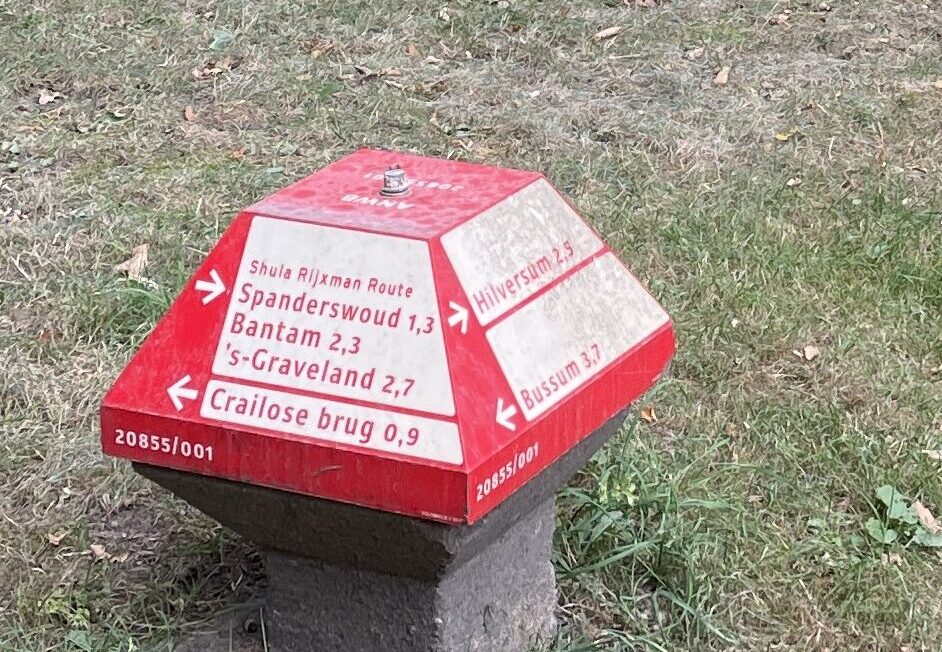 ANWB
Shula Rijxman Route
Spanderswoud 1,3
Bantam 2,3
's-Graveland 2,7
Crailose brug 0,9
20855/001
Hilversum 2,9
Bussum 3,7
20855/001